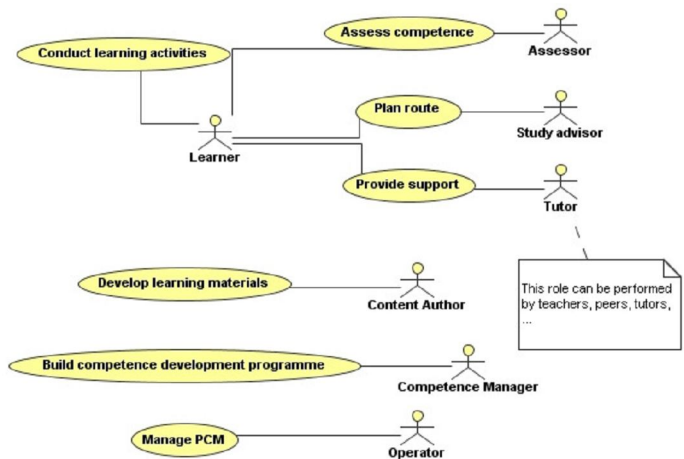 Conduct learning activities
Assess competence
Assessor
Plan route
Study advisor
Learner
Provide support
Tutor
This role can be performed
by teachers, peers, tutors,
...
Develop learning materials
Content Author
Build competence development programme
Competence Manager
Manage PCM
Operator